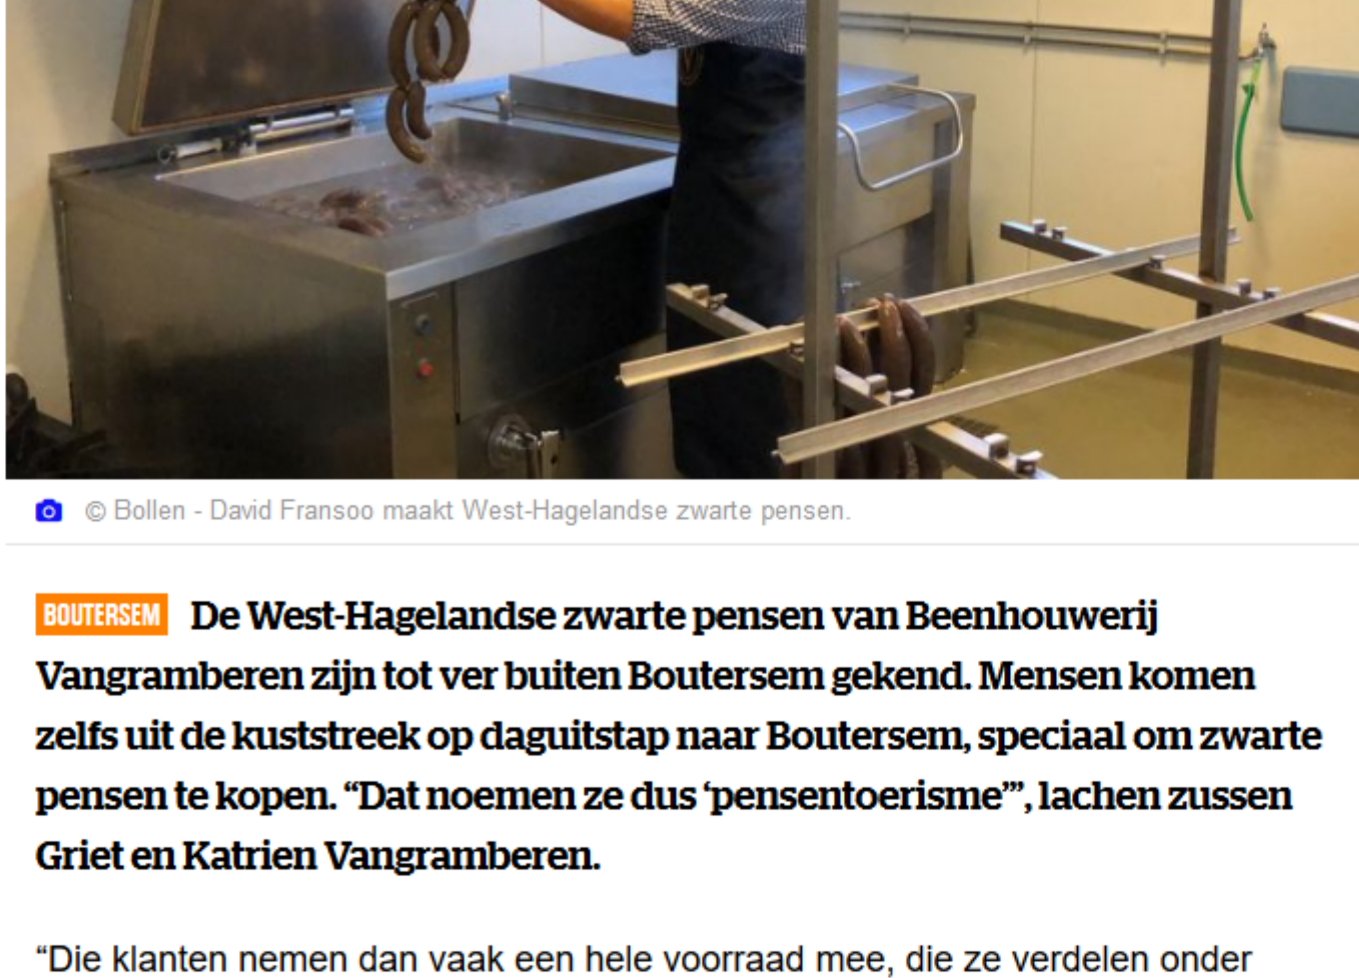 © Bollen - David Fransoo maakt West-Hagelandse zwarte pensen.
BOUTERSEM De West-Hagelandse zwarte pensen van Beenhouwerij
Vangramberen zijn tot ver buiten Boutersem gekend. Mensen komen
zelfs uit de kuststreek op daguitstap naar Boutersem, speciaal om zwarte
pensen te kopen. “Dat noemen ze dus ‘pensentoerisme’”, lachen zussen
Griet en Katrien Vangramberen.
“Die klanten nemen dan vaak een hele voorraad mee, die ze verdelen onder